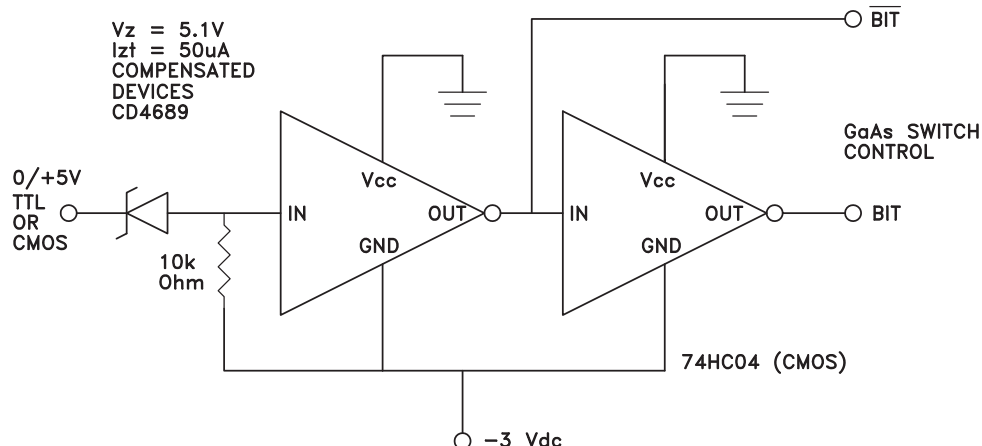 Vz = 5.1V
Izt = 50uA
COMPENSATED
DEVICES
CD4689
BIT
GaAs SWITCH
CONTROL
0/+5V
TTL
OR
CMOS
Vcc
IN
OUT
GND
Vcc
IN
OUT
GND
BIT
10k
Ohm
74HC04 (CMOS)
-3 Vdc